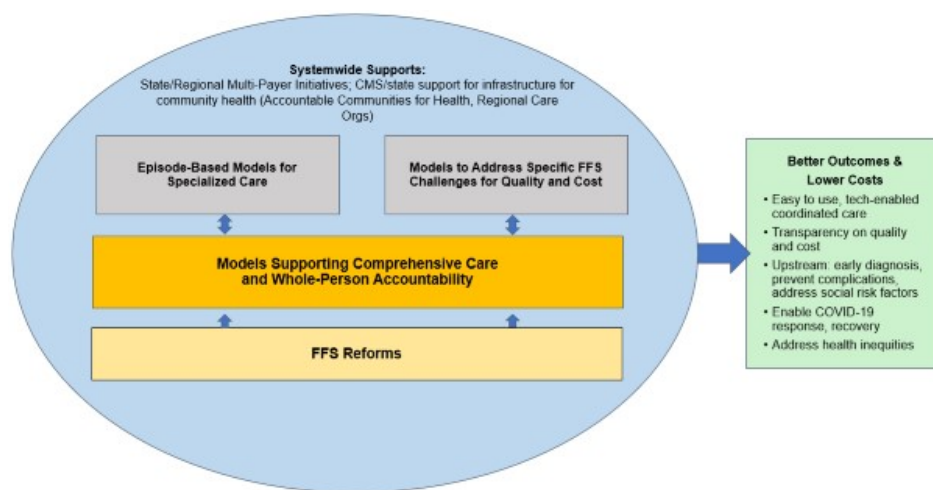 Systemwide Supports:
State/Regional Multi-Payer Initiatives; CMS/state support for infrastructure for
community health (Accountable Communities for Health, Regional Care
Orgs)
Episode-Based Models for
Specialized Care
Models to Address Specific FFS
Challenges for Quality and Cost
Models Supporting Comprehensive Care
and Whole-Person Accountability
FFS Reforms
Better Outcomes &
Lower Costs
• Easy to use, tech-enabled
coordinated care
• Transparency on quality
and cost
• Upstream: early diagnosis,
prevent complications,
address social risk factors
• Enable COVID-19
response, recovery
• Address health inequities